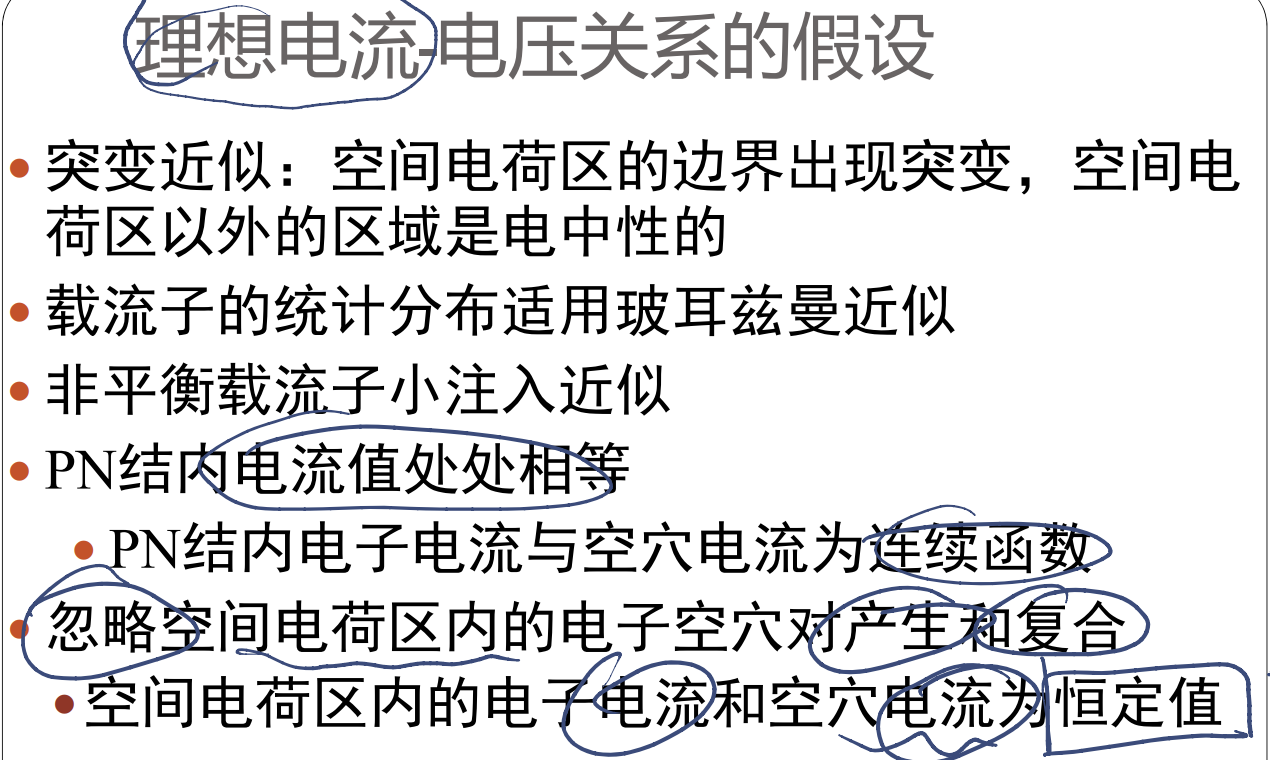 理想电流-电压关系的假设
• 突变近似：空间电荷区的边界出现突变，空间电
荷区以外的区域是电中性的
• 载流子的统计分布适用玻耳兹曼近似
• 非平衡载流子小注入近似
• PN结内电流值处处相等
• PN结内电子电流与空穴电流为连续函数
• 忽略空间电荷区内的电子空穴对产生和复合
• 空间电荷区内的电子电流和空穴电流为恒定值